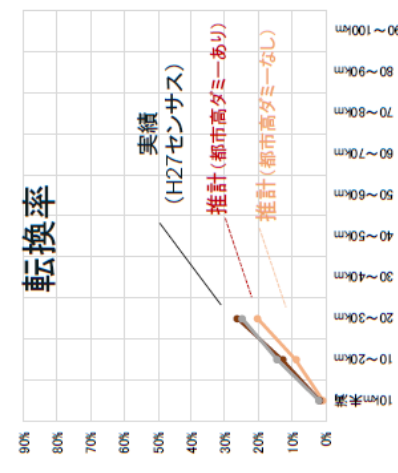 転換率
実績
(H27センサス)
推計(都市高ダミーあり)
推計(都市高ダミーなし)
90%
80%
70%
60%
50%
40%
30%
20%
10%
0%
10km未満
10～20km
20～30km
30～40km
40～50km
50～60km
60～70km
70～80km
80～90km
90～100km